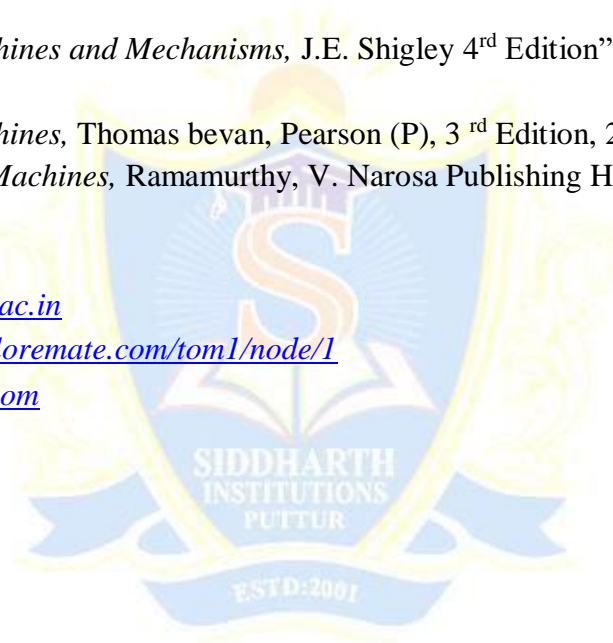 hines and Mechanisms, J.E. Shigley 4rd Edition”
hines, Thomas bevan, Pearson (P), 3 rd Edition, 2
Machines, Ramamurthy, V. Narosa Publishing H
ac.in
loremate.com/tom1/node/1
om
SIDDHARTH
INSTITUTIONS
PUTTUR
ESTD:2001